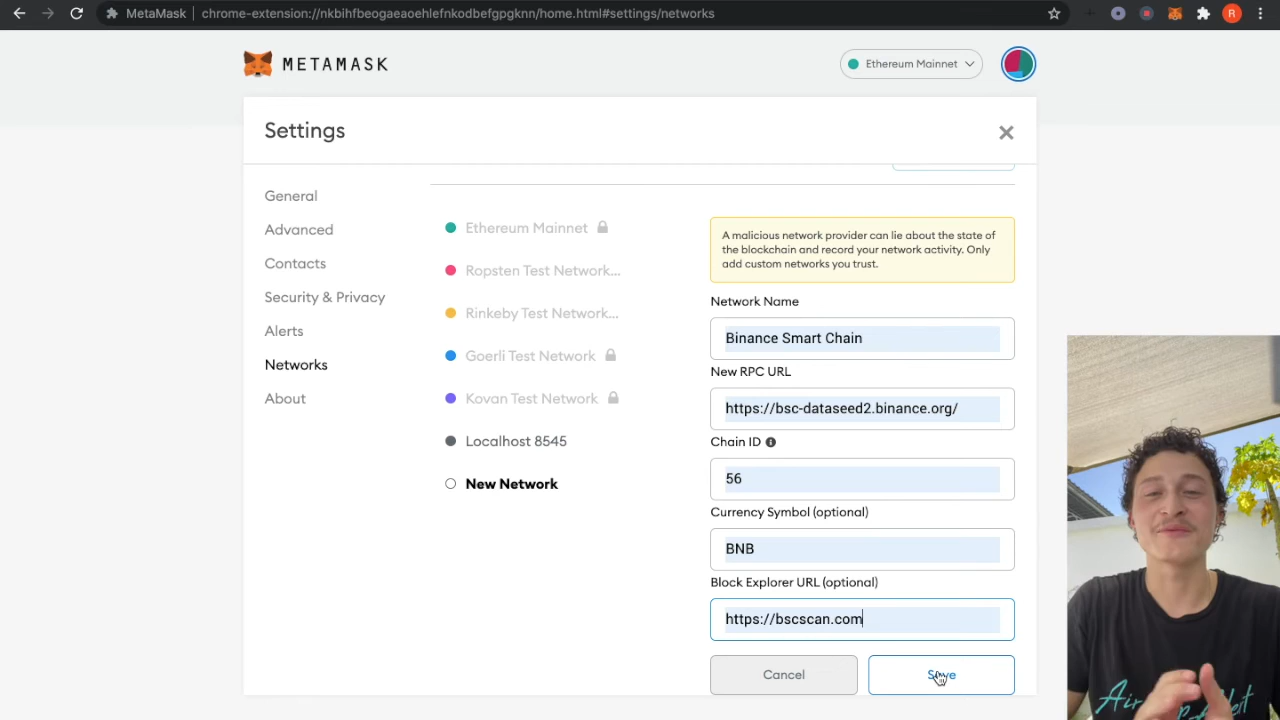 MetaMask | chrome-extension://nkbihfbeogaeaoehlefnkodbefgpgknn/home.html#settings/networks
R
METAMASK
Ethereum Mainnet
Settings
General
Advanced
Contacts
Security & Privacy
Alerts
Networks
About
Ethereum Mainnet
Ropsten Test Network...
Rinkeby Test Network...
Goerli Test Network
Kovan Test Network
Localhost 8545
New Network
A malicious network provider can lie about the state of
the blockchain and record your network activity. Only
add custom networks you trust.
Network Name
Binance Smart Chain
New RPC URL
https://bsc-dataseed2.binance.org/
Chain ID
56
Currency Symbol (optional)
BNB
Block Explorer URL (optional)
https://bscscan.com
Cancel
Save